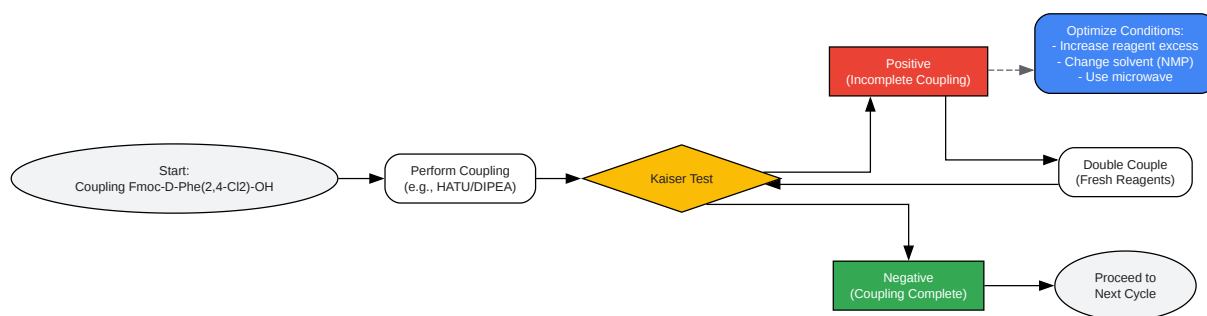 Start:
Coupling Fmoc-D-Phe(2,4-Cl2)-OH
Perform Coupling
(e.g., HATU/DIPEA)
Kaiser Test
Positive
(Incomplete Coupling)
Optimize Conditions:
- Increase reagent excess
- Change solvent (NMP)
- Use microwave
Double Couple
(Fresh Reagents)
Negative
(Coupling Complete)
Proceed to
Next Cycle